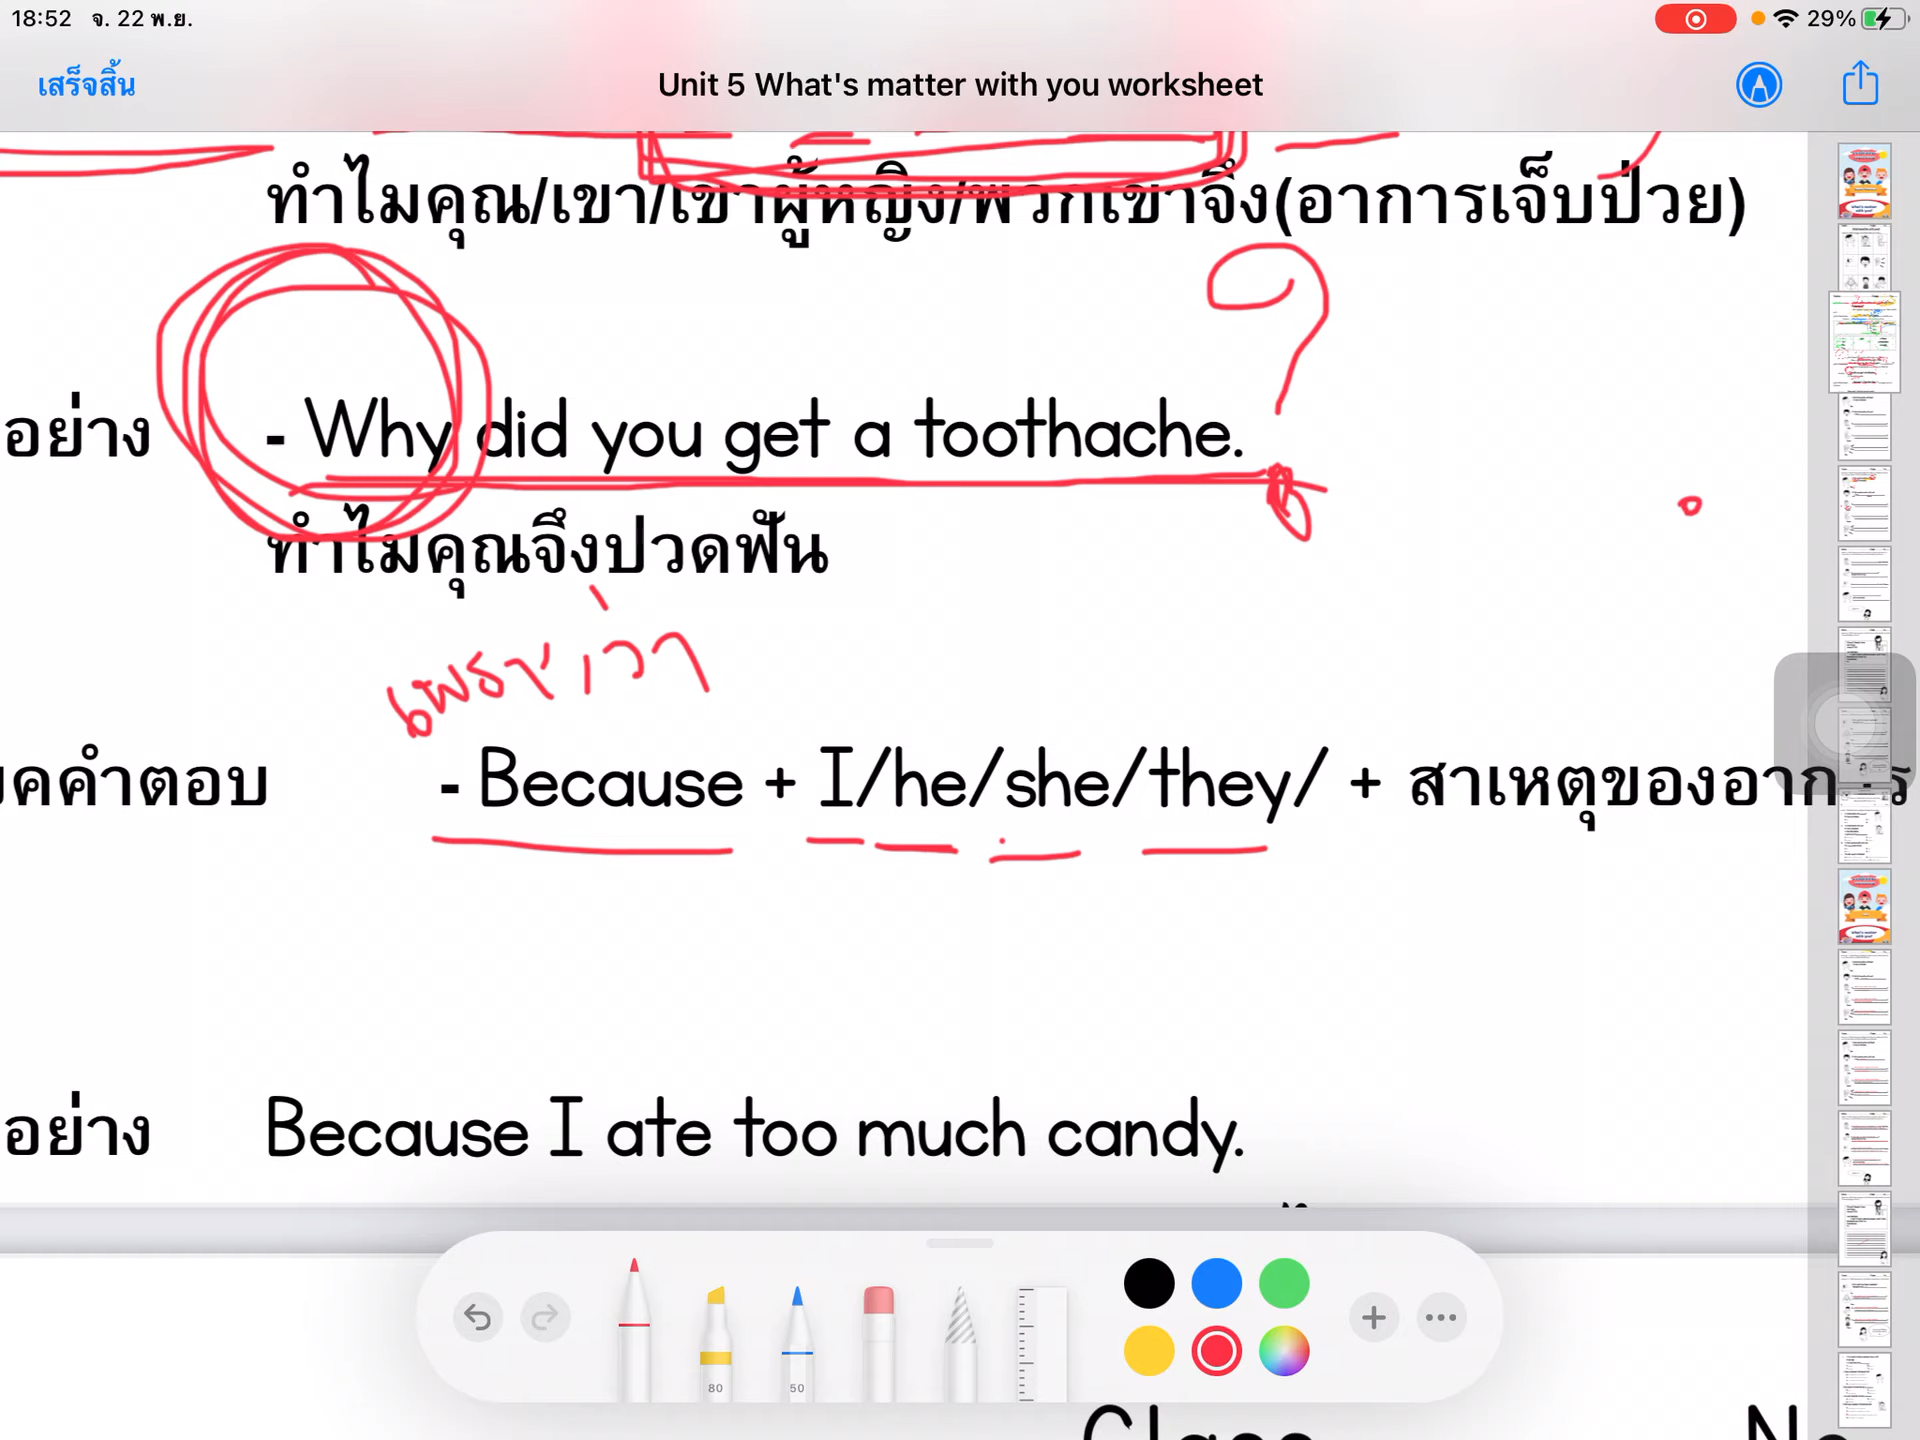 18:52 จ. 22 พ.ย. 29%
เสร็จสิ้น Unit 5 What's matter with you worksheet
ทำไมคุณ/เขา/เขาผู้หญิง/พวกเขาจึง(อาการเจ็บป่วย)
?
อย่าง - Why did you get a toothache.
ทำไมคุณจึงปวดฟัน
เพราะว่า
คคำตอบ - Because + I/he/she/they/ + สาเหตุของอาการ
อย่าง Because I ate too much candy.
80 50
Class No